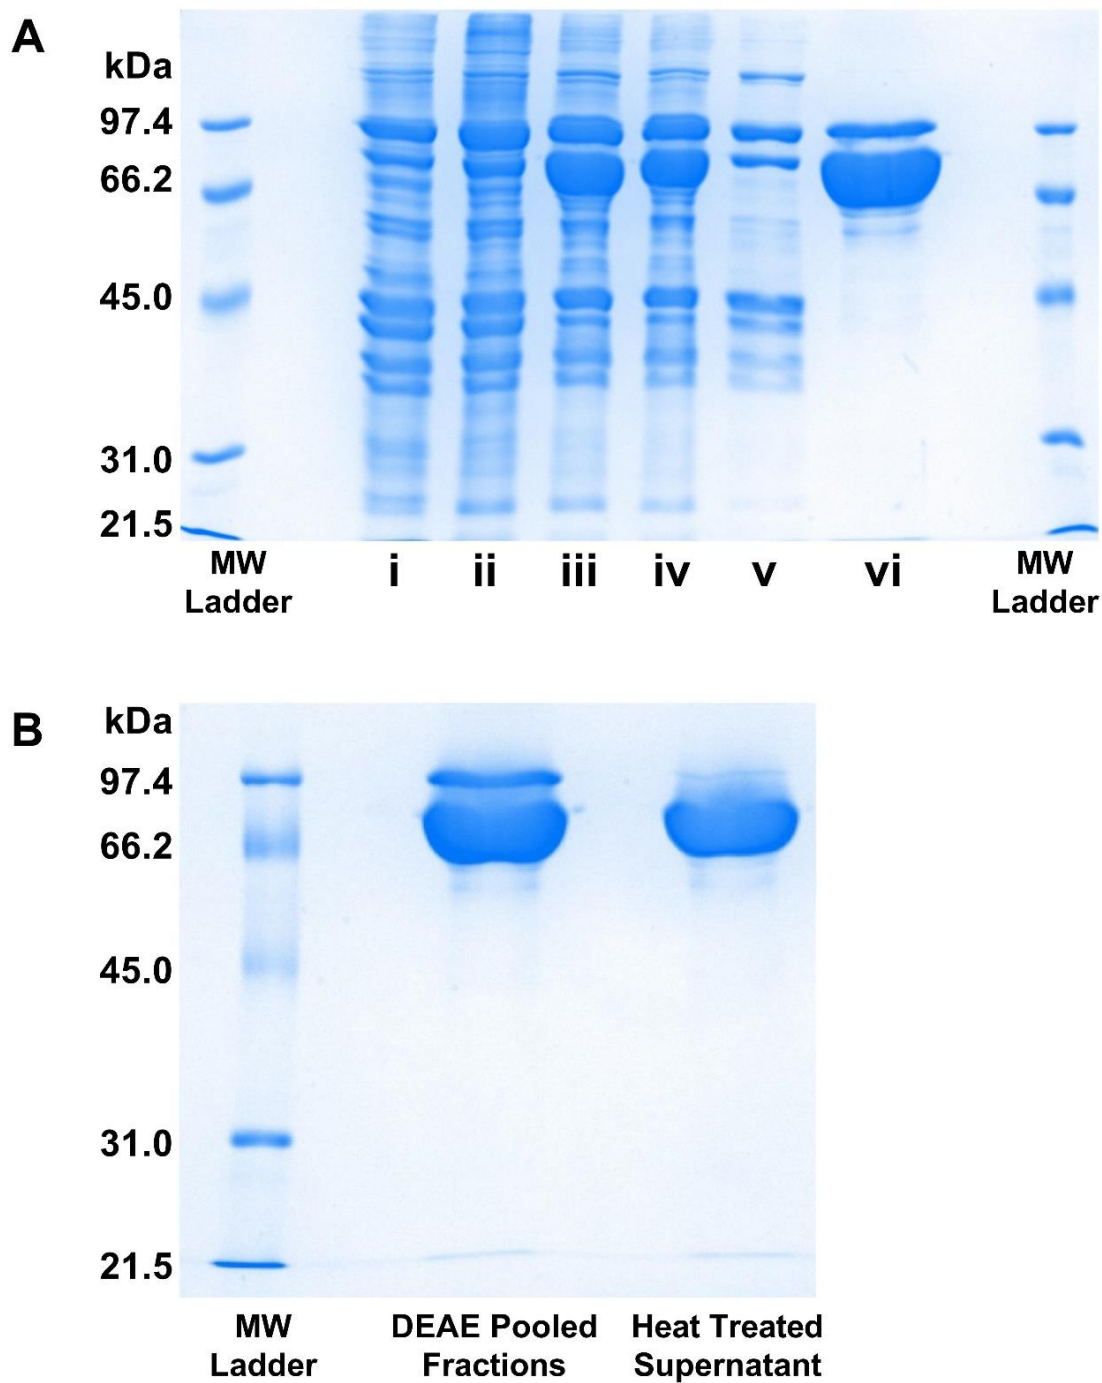 A
kDa
97.4
66.2
45.0
31.0
21.5
MW
Ladder
i ii iii iv v vi
MW
Ladder
B
kDa
97.4
66.2
45.0
31.0
21.5
MW
Ladder
DEAE Pooled
Fractions
Heat Treated
Supernatant